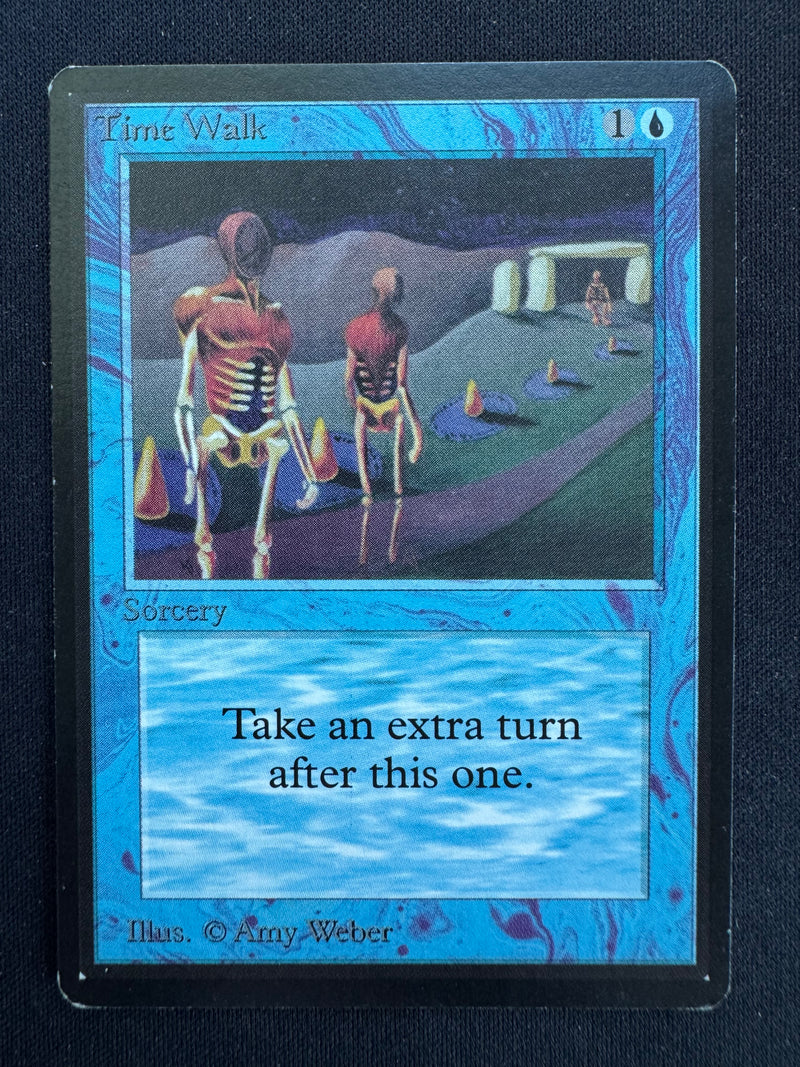 Time Walk 1
Sorcery
Take an extra turn
after this one.
Illus. © Amy Weber